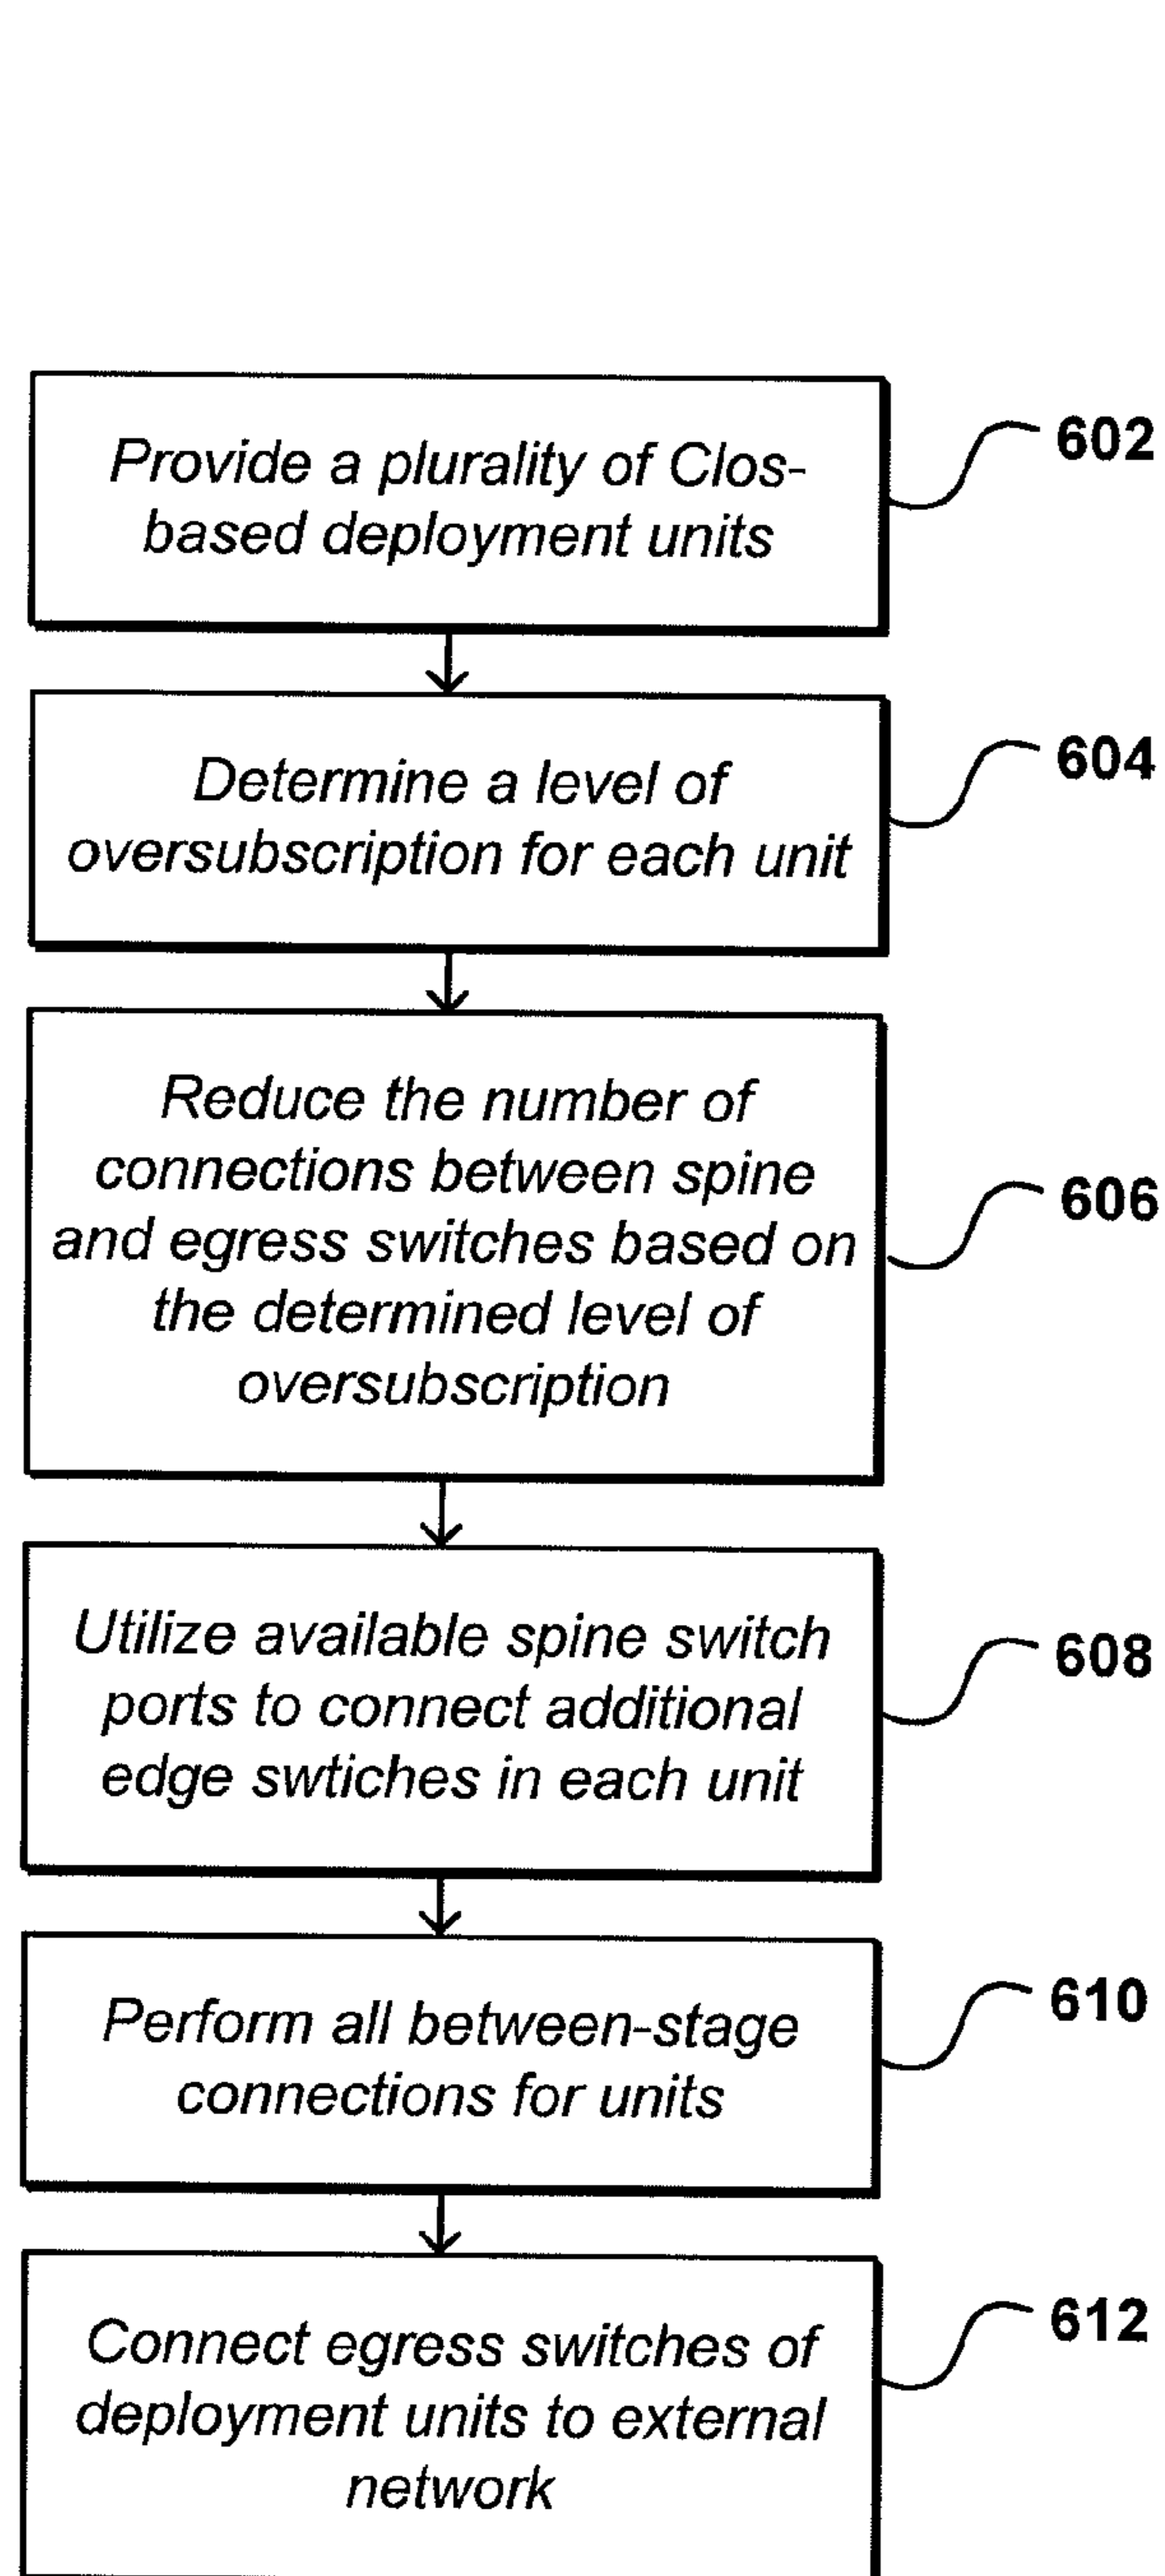 Provide a plurality of Clos-
based deployment units
602
Determine a level of
oversubscription for each unit
604
Reduce the number of
connections between spine
and egress switches based on
the determined level of
oversubscription
606
Utilize available spine switch
ports to connect additional
edge swtiches in each unit
608
Perform all between-stage
connections for units
610
Connect egress switches of
deployment units to external
network
612